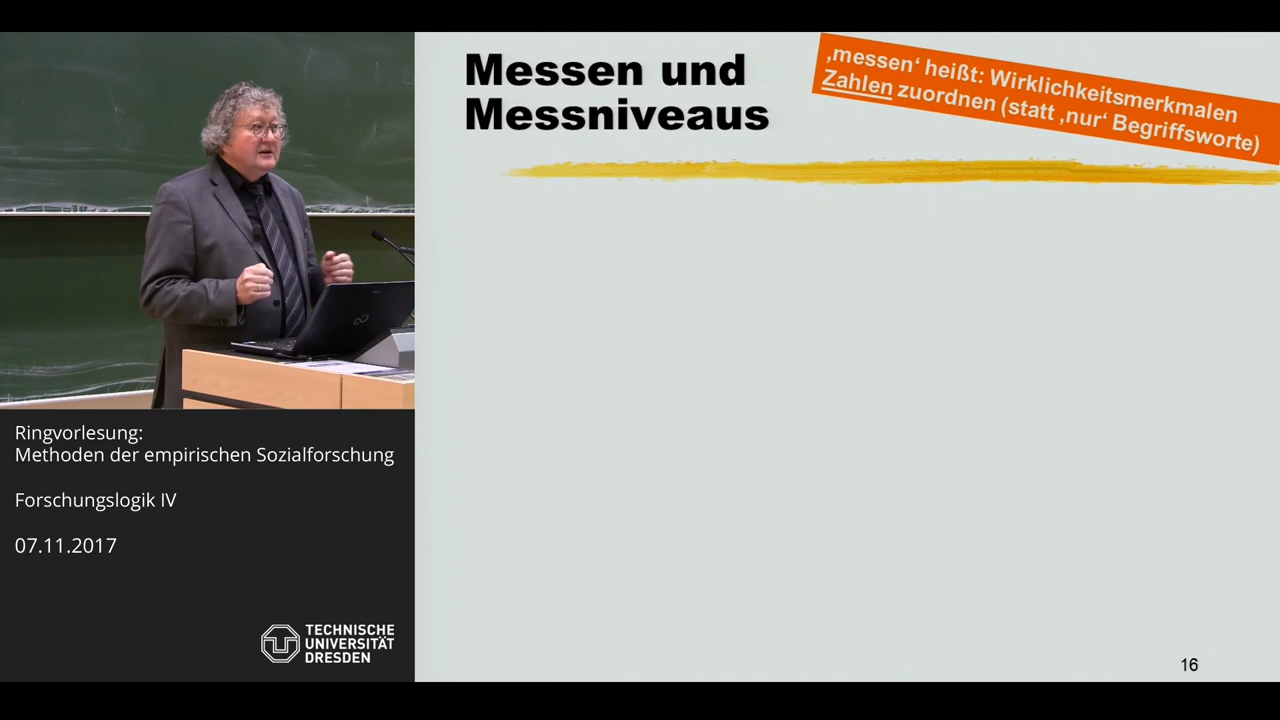 Messen und
Messniveaus
‚messen‘ heißt: Wirklichkeitsmerkmalen
Zahlen zuordnen (statt ‚nur‘ Begriffsworte)
Ringvorlesung:
Methoden der empirischen Sozialforschung
Forschungslogik IV
07.11.2017
TECHNISCHE
UNIVERSITÄT
DRESDEN
16